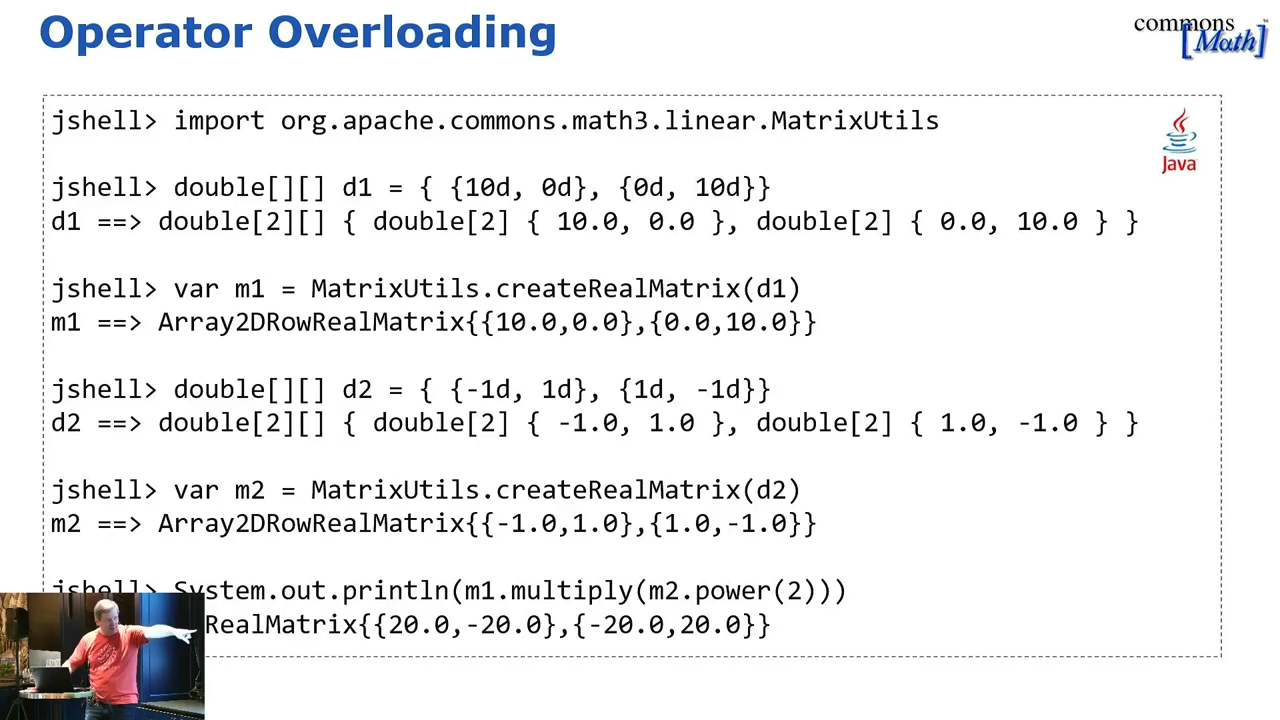 Operator Overloading
commons
[Math]
™
jshell> import org.apache.commons.math3.linear.MatrixUtils
Java
jshell> double[][] d1 = { {10d, 0d}, {0d, 10d}}
d1 ==> double[2][] { double[2] { 10.0, 0.0 }, double[2] { 0.0, 10.0 } }
jshell> var m1 = MatrixUtils.createRealMatrix(d1)
m1 ==> Array2DRowRealMatrix{{10.0,0.0},{0.0,10.0}}
jshell> double[][] d2 = { {-1d, 1d}, {1d, -1d}}
d2 ==> double[2][] { double[2] { -1.0, 1.0 }, double[2] { 1.0, -1.0 } }
jshell> var m2 = MatrixUtils.createRealMatrix(d2)
m2 ==> Array2DRowRealMatrix{{-1.0,1.0},{1.0,-1.0}}
jshell> System.out.println(m1.multiply(m2.power(2)))
RealMatrix{{20.0,-20.0},{-20.0,20.0}}